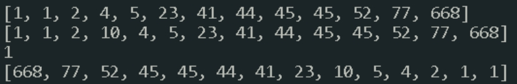 [1, 1, 2, 4, 5, 23, 41, 44, 45, 45, 52, 77, 668]
[1, 1, 2, 10, 4, 5, 23, 41, 44, 45, 45, 52, 77, 668]
1
[668, 77, 52, 45, 45, 44, 41, 23, 10, 5, 4, 2, 1, 1]